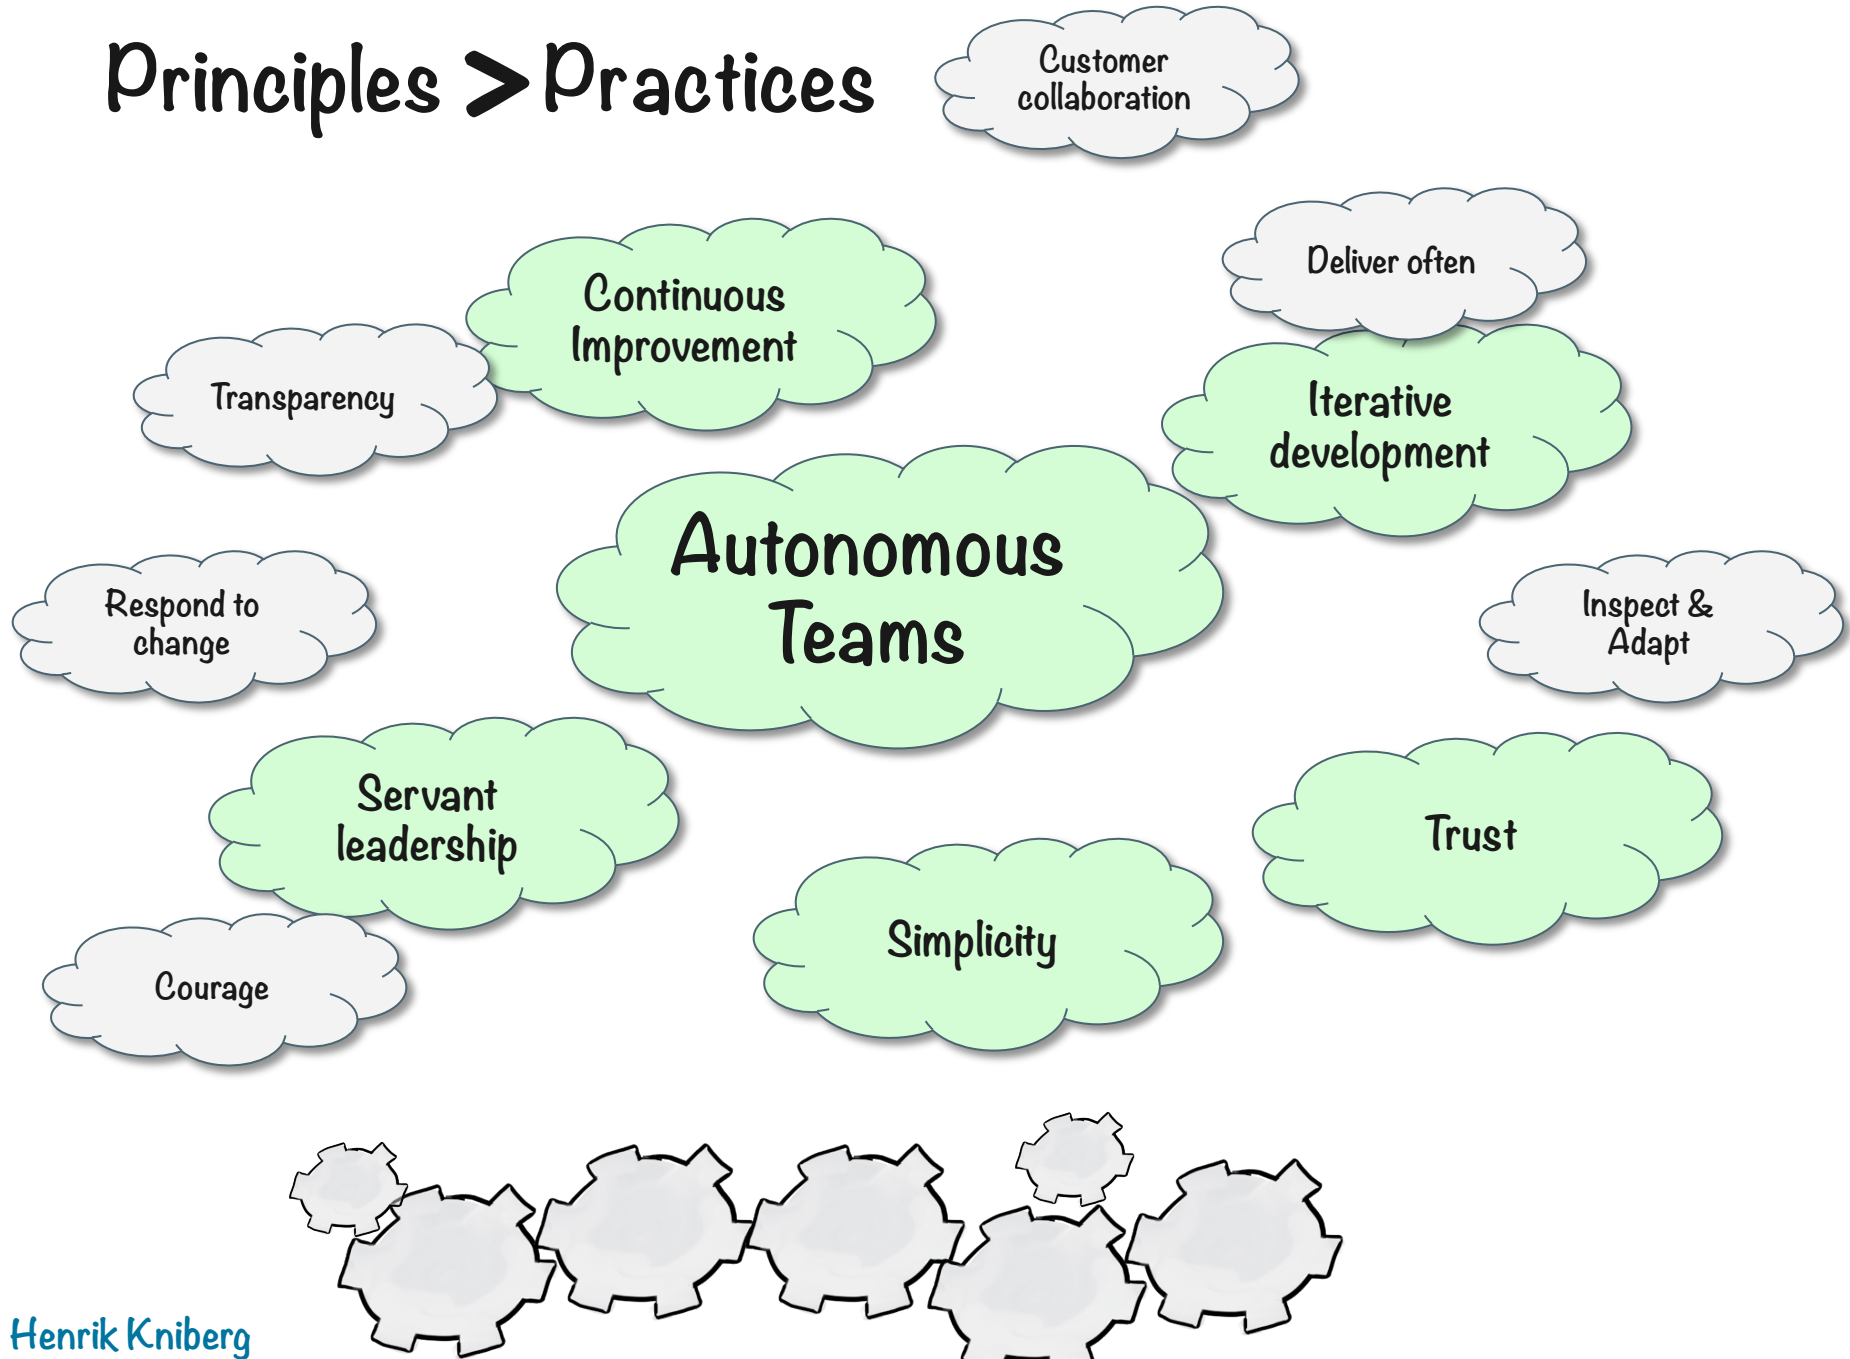 Principles > Practices
Customer
collaboration
Deliver often
Continuous
Improvement
Transparency
Iterative
development
Autonomous
Teams
Respond to
change
Inspect &
Adapt
Servant
leadership
Trust
Simplicity
Courage
Henrik Kniberg